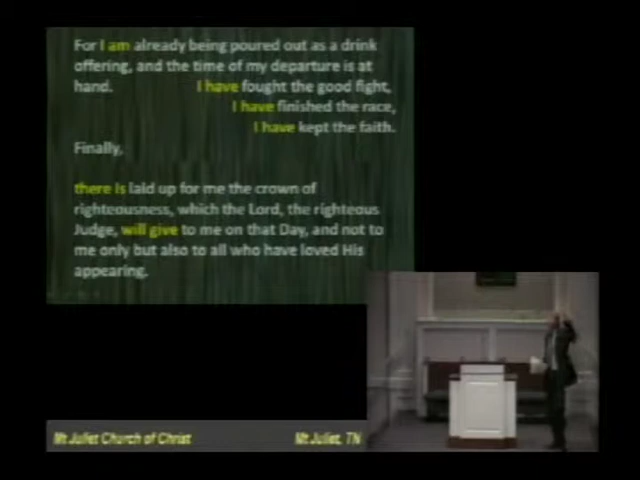 For I am already being poured out as a drink
offering, and the time of my departure is at
hand. I have fought the good fight,
I have finished the race,
I have kept the faith.
Finally,
there is laid up for me the crown of
righteousness, which the Lord, the righteous
Judge, will give to me on that Day, and not to
me only but also to all who have loved His
appearing.
Mt Juliet Church of Christ Mt Juliet, TN